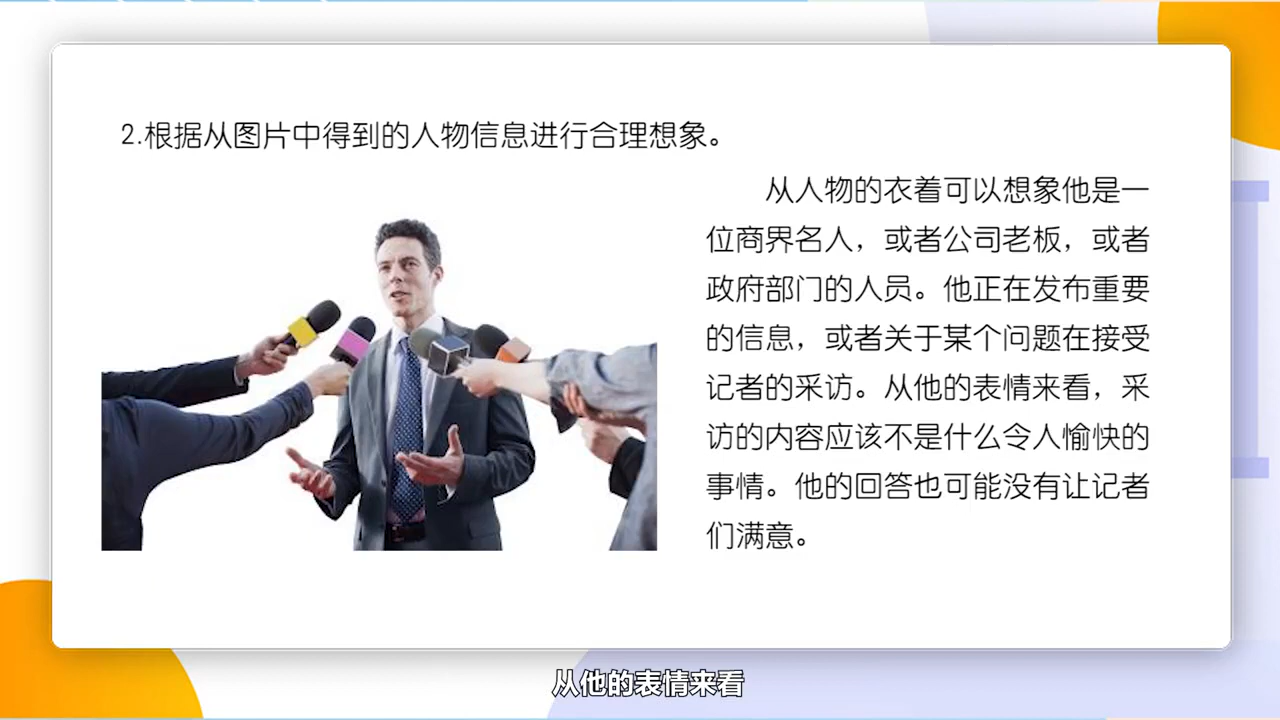 2.根据从图片中得到的人物信息进行合理想象。
从人物的衣着可以想象他是一
位商界名人，或者公司老板，或者
政府部门的人员。他正在发布重要
的信息，或者关于某个问题在接受
记者的采访。从他的表情来看，采
访的内容应该不是什么令人愉快的
事情。他的回答也可能没有让记者
们满意。
从他的表情来看